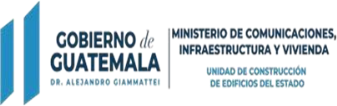 GOBIERNO de
GUATEMALA
DR. ALEJANDRO GIAMMATTEI
MINISTERIO DE COMUNICACIONES,
INFRAESTRUCTURA Y VIVIENDA
UNIDAD DE CONSTRUCCIÓN
DE EDIFICIOS DEL ESTADO